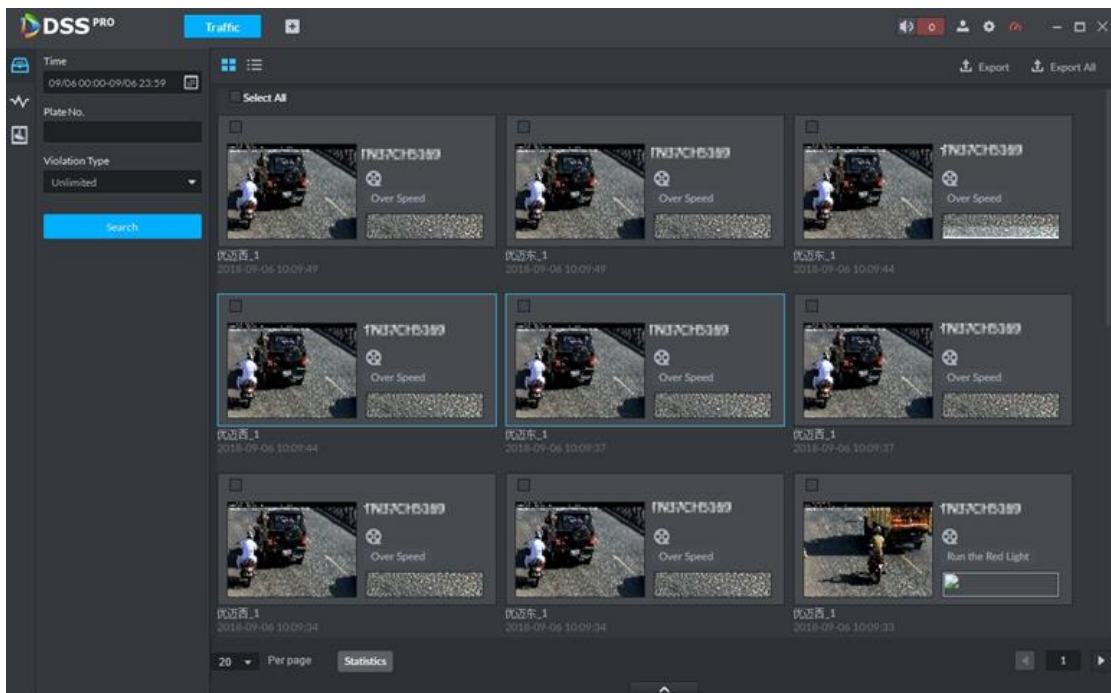 DSS PRO
Traffic
0
Time
09/06 00:00-09/06 23:59
Plate No.
Violation Type
Unlimited
Search
Export
Export All
Select All
Over Speed
Over Speed
Over Speed
优迈西_1
优迈东_1
优迈东_1
2018-09-06 10:09:49
2018-09-06 10:09:49
2018-09-06 10:09:44
Over Speed
Over Speed
Over Speed
优迈西_1
优迈东_1
优迈西_1
2018-09-06 10:09:44
2018-09-06 10:09:37
2018-09-06 10:09:37
Over Speed
Over Speed
Run the Red Light
优迈西_1
优迈东_1
优迈西_1
2018-09-06 10:09:34
2018-09-06 10:09:34
2018-09-06 10:09:33
20
Per page
Statistics
1